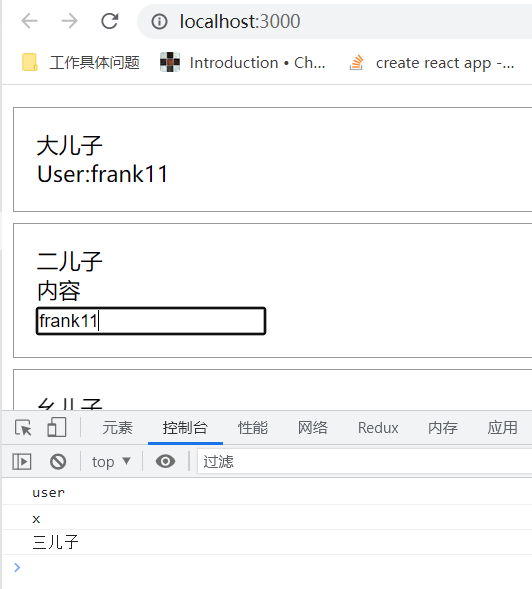 localhost:3000
工作具体问题 Introduction • Ch... create react app -...
大儿子
User:frank11
二儿子
内容
frank11
幺儿子
元素 控制台 性能 网络 Redux 内存 应用
top ▼ 过滤
user
x
三儿子